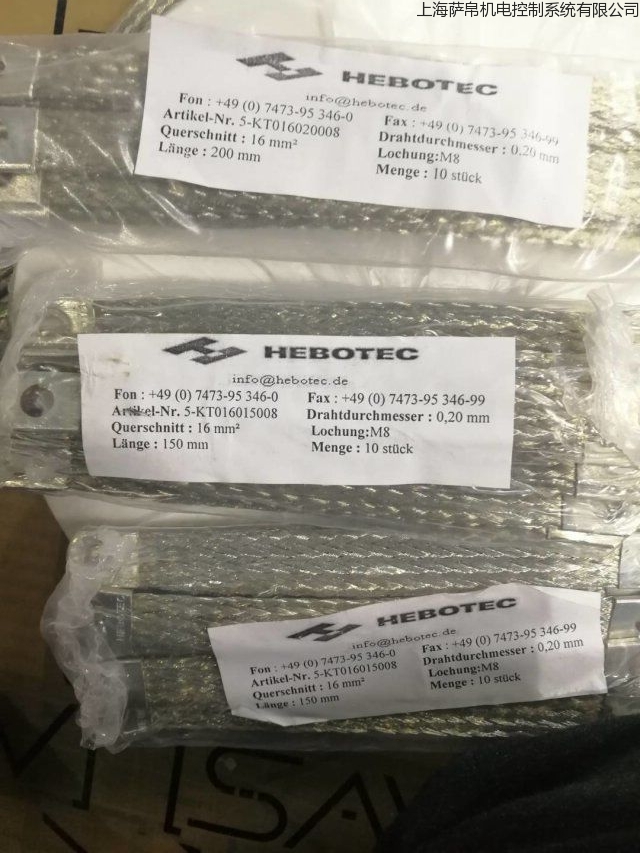 上海萨帛机电控制系统有限公司
HEBOTEC
info@hebotec.de
Fon : +49 (0) 7473-95 346-0 Fax : +49 (0) 7473-95 346-99
Artikel-Nr. 5-KT016020008 Drahtdurchmesser : 0,20 mm
Querschnitt : 16 mm² Lochung:M8
Länge : 200 mm Menge : 10 stück
HEBOTEC
info@hebotec.de
Fon : +49 (0) 7473-95 346-0 Fax : +49 (0) 7473-95 346-99
Artikel-Nr. 5-KT016015008 Drahtdurchmesser : 0,20 mm
Querschnitt : 16 mm² Lochung:M8
Länge : 150 mm Menge : 10 stück
HEBOTEC
info@hebotec.de
Fon : +49 (0) 7473-95 346-0 Fax : +49 (0) 7473-95 346-99
Artikel-Nr. 5-KT016015008 Drahtdurchmesser : 0,20 mm
Querschnitt : 16 mm² Lochung:M8
Länge : 150 mm Menge : 10 stück